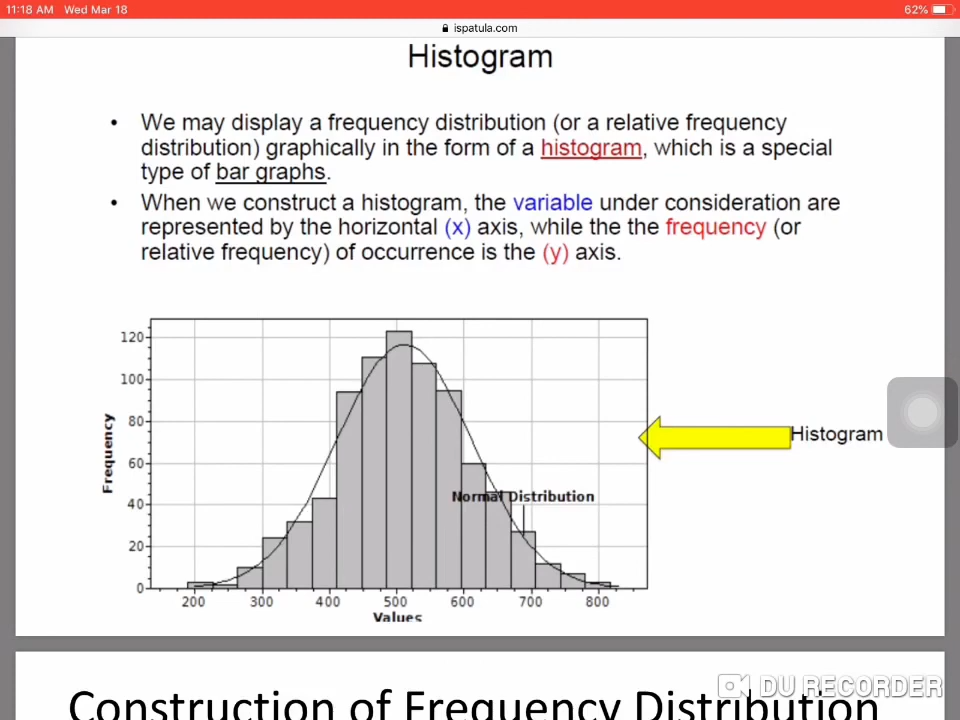 11:18 AM Wed Mar 18 62%
ispatula.com
Histogram
• We may display a frequency distribution (or a relative frequency
distribution) graphically in the form of a histogram, which is a special
type of bar graphs.
• When we construct a histogram, the variable under consideration are
represented by the horizontal (x) axis, while the the frequency (or
relative frequency) of occurrence is the (y) axis.
120
100
80
60
40
20
0
Frequency
Normal Distribution
200 300 400 500 600 700 800
Values
Histogram
DU RECORDER
Construction of Frequency Distribution